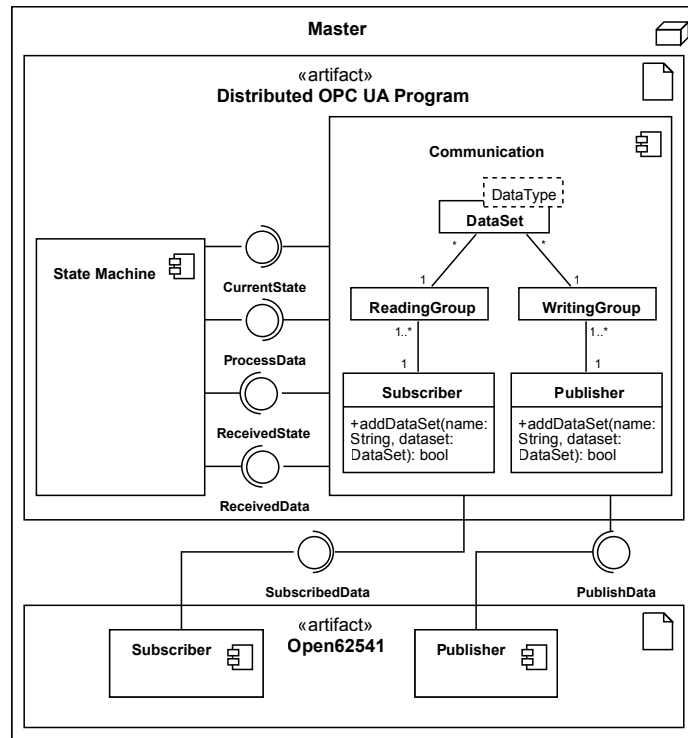 Master
«artifact»
Distributed OPC UA Program
Communication
DataType
DataSet
State Machine
*
*
CurrentState
1
1
ReadingGroup
WritingGroup
1..*
1..*
ProcessData
1
1
Subscriber
Publisher
+addDataSet(name:
String, dataset:
DataSet): bool
+addDataSet(name:
String, dataset:
DataSet): bool
ReceivedState
ReceivedData
SubscribedData
PublishData
«artifact»
Open62541
Subscriber
Publisher